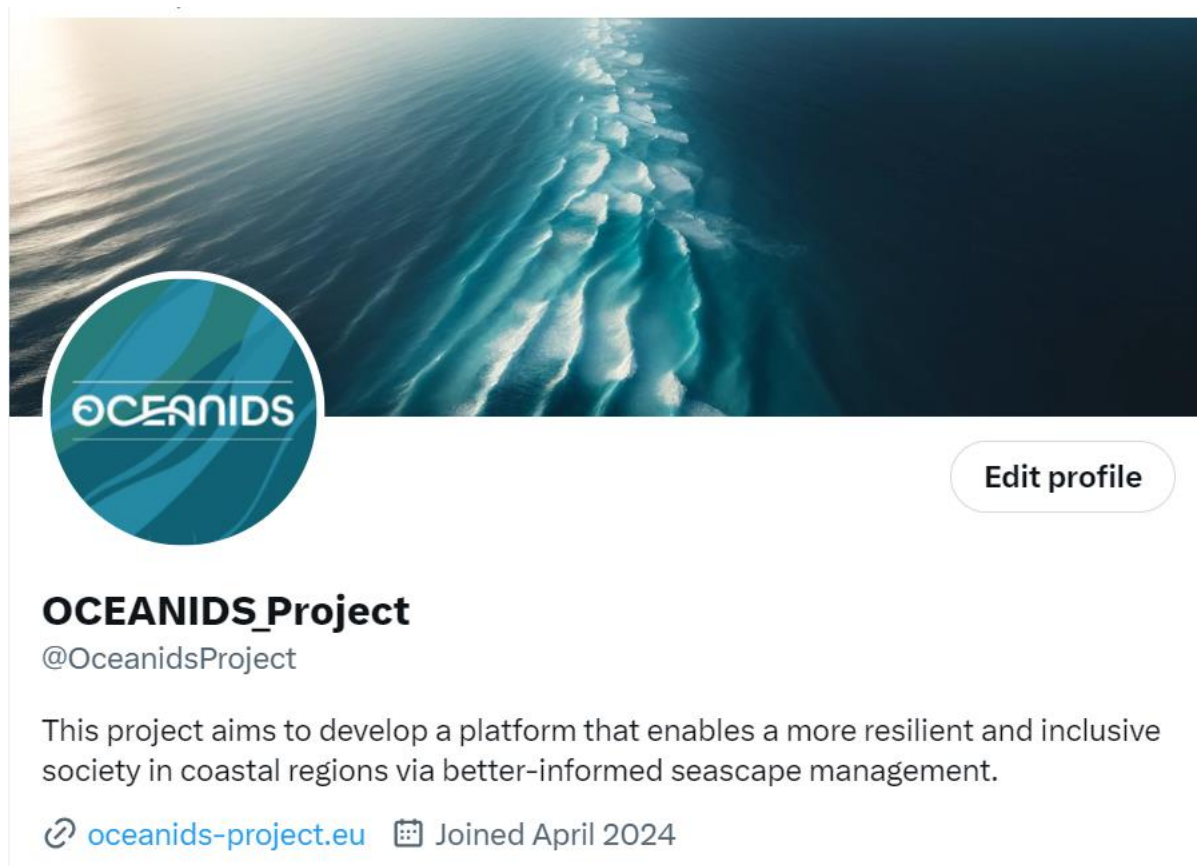 OCEANIDS
Edit profile
OCEANIDS_Project
@OceanidsProject
This project aims to develop a platform that enables a more resilient and inclusive
society in coastal regions via better-informed seascape management.
oceanids-project.eu Joined April 2024